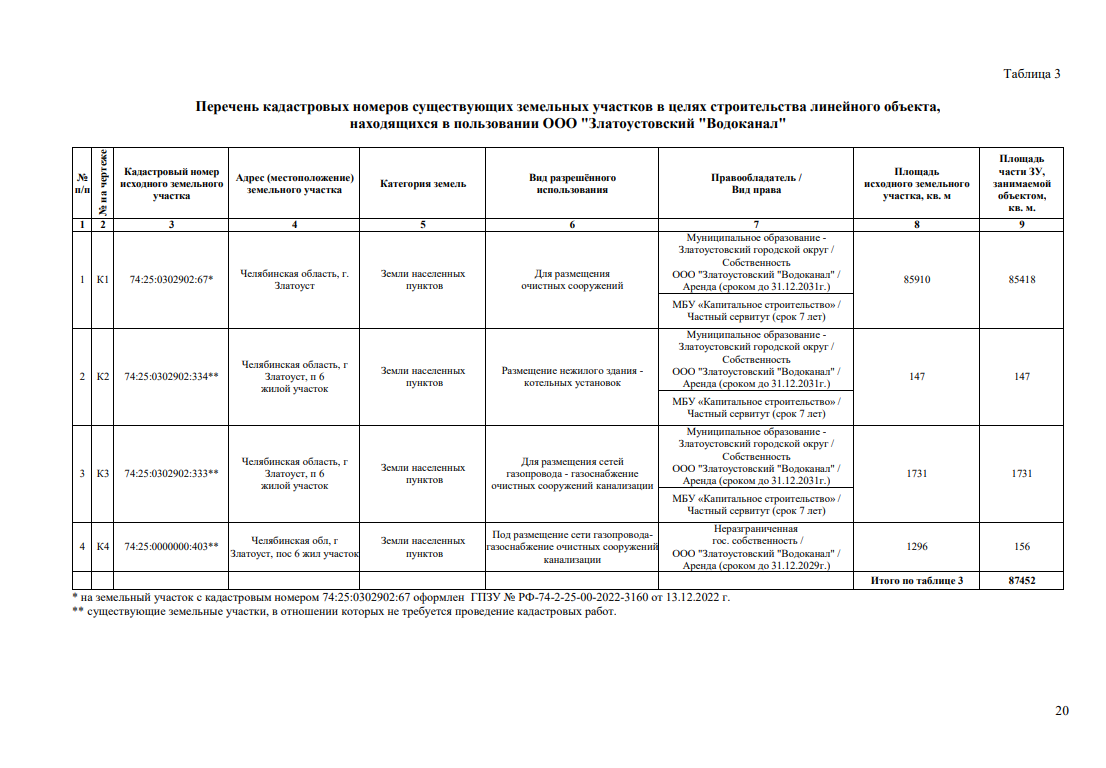 Таблица 3
Перечень кадастровых номеров существующих земельных участков в целях строительства линейного объекта,
находящихся в пользовании ООО "Златоустовский "Водоканал"
№
п/п
№ на чертеже
Кадастровый номер
исходного земельного
участка
Адрес (местоположение)
земельного участка
Категория земель
Вид разрешённого
использования
Правообладатель /
Вид права
Площадь
исходного земельного
участка, кв. м
Площадь
части ЗУ,
занимаемой
объектом,
кв. м.
1 2 3 4 5 6 7 8 9
1
К1
74:25:0302902:67*
Челябинская область, г.
Златоуст
Земли населенных
пунктов
Для размещения
очистных сооружений
Муниципальное образование -
Златоустовский городской округ /
Собственность
ООО "Златоустовский "Водоканал" /
Аренда (сроком до 31.12.2031г.)
МБУ «Капитальное строительство» /
Частный сервитут (срок 7 лет)
85910
85418
2
К2
74:25:0302902:334**
Челябинская область, г
Златоуст, п 6
жилой участок
Земли населенных
пунктов
Размещение нежилого здания -
котельных установок
Муниципальное образование -
Златоустовский городской округ /
Собственность
ООО "Златоустовский "Водоканал" /
Аренда (сроком до 31.12.2031г.)
МБУ «Капитальное строительство» /
Частный сервитут (срок 7 лет)
147
147
3
К3
74:25:0302902:333**
Челябинская область, г
Златоуст, п 6
жилой участок
Земли населенных
пунктов
Для размещения сетей
газопровода - газоснабжение
очистных сооружений канализации
Муниципальное образование -
Златоустовский городской округ /
Собственность
ООО "Златоустовский "Водоканал" /
Аренда (сроком до 31.12.2031г.)
МБУ «Капитальное строительство» /
Частный сервитут (срок 7 лет)
1731
1731
4
К4
74:25:0000000:403**
Челябинская обл, г
Златоуст, пос 6 жил участок
Земли населенных
пунктов
Под размещение сети газопровода-
газоснабжение очистных сооружений
канализации
Неразграниченная
гос. собственность /
ООО "Златоустовский "Водоканал" /
Аренда (сроком до 31.12.2029г.)
1296
156
Итого по таблице 3
87452
* на земельный участок с кадастровым номером 74:25:0302902:67 оформлен ГПЗУ № РФ-74-2-25-00-2022-3160 от 13.12.2022 г.
** существующие земельные участки, в отношении которых не требуется проведение кадастровых работ.
20